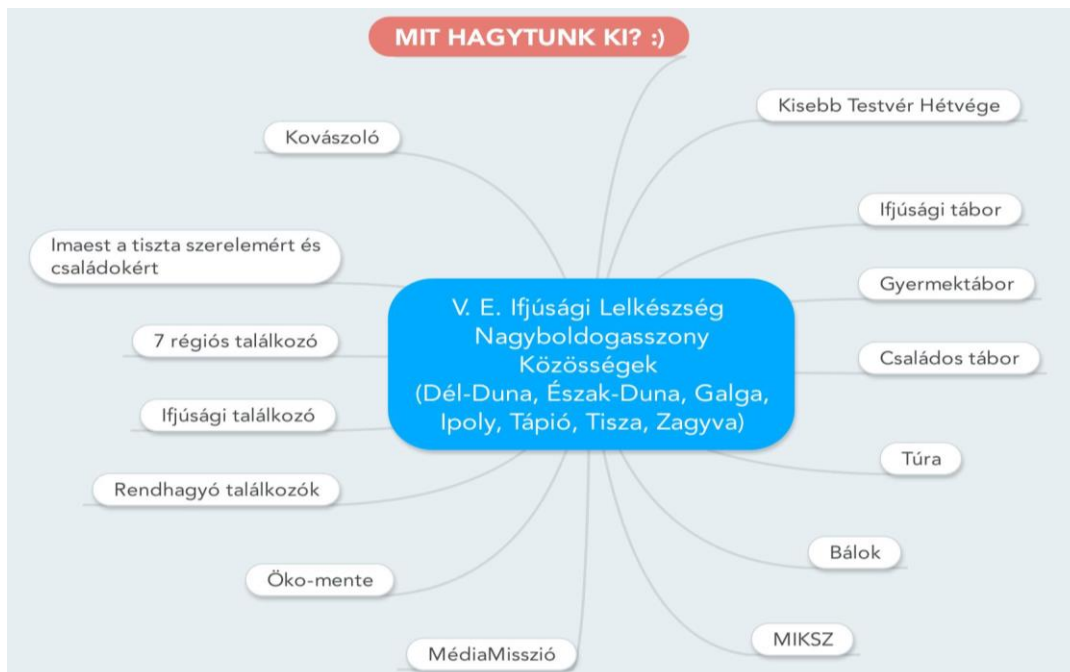 MIT HAGYTUNK KI? :)
Kisebb Testvér Hétvége
Kovászoló
Ifjúsági tábor
Imaest a tiszta szerelemért és
családokért
Gyermektábor
V. E. Ifjúsági Lelkészség
Nagyboldogasszony
Közösségek
(Dél-Duna, Észak-Duna, Galga,
Ipoly, Tápió, Tisza, Zagyva)
7 régiós találkozó
Családos tábor
Ifjúsági találkozó
Túra
Rendhagyó találkozók
Bálok
Öko-mente
MIKSZ
MédiaMisszió